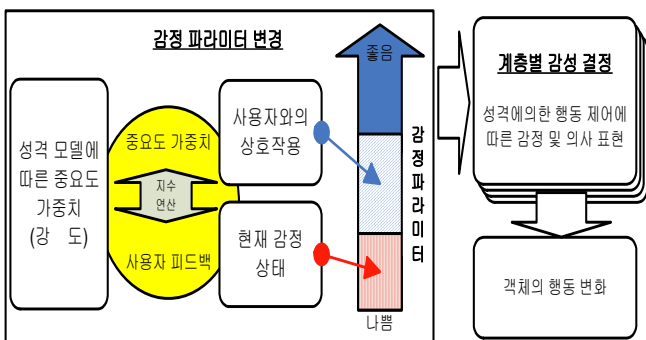 감정 파라미터 변경
성격 모델에
따른 중요도
가중치
(강 도)
중요도 가중치
지수
연산
사용자 피드백
사용자와의
상호작용
현재 감정
상태
좋음
감정파라미터
나쁨
계층별 감성 결정
성격에의한 행동 제어에
따른 감정 및 의사 표현
객체의 행동 변화